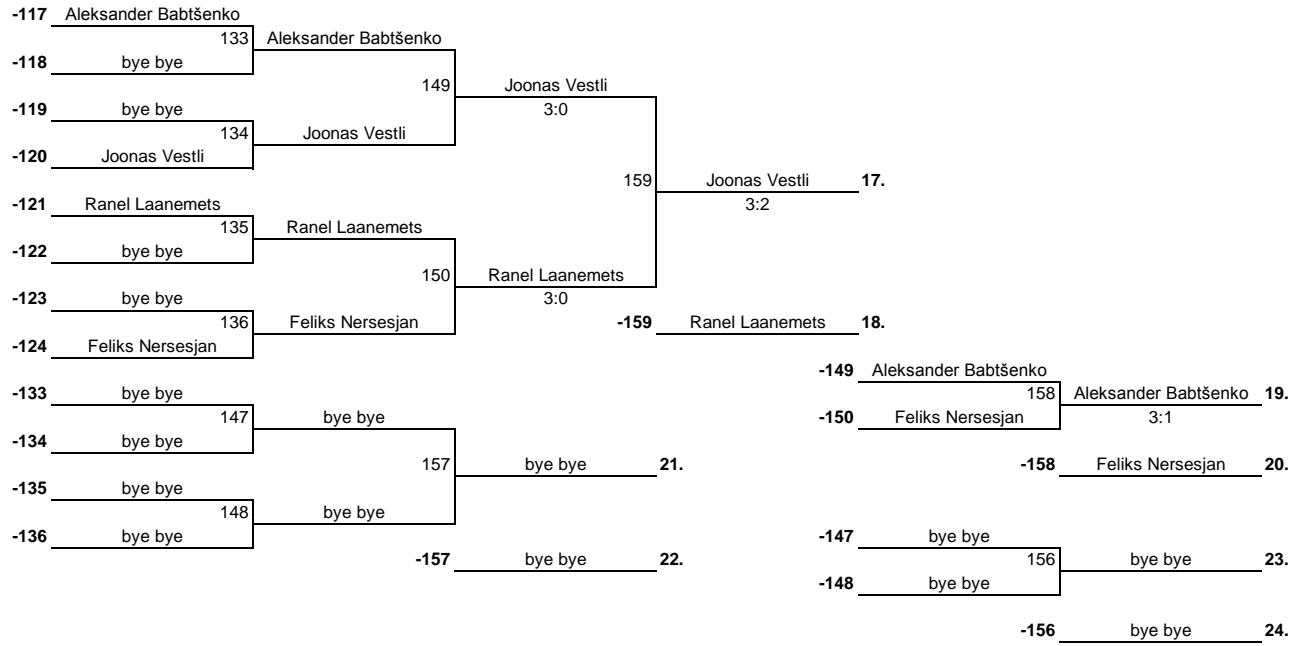 -117 Aleksander Babtšenko
133 Aleksander Babtšenko
-118 bye bye
149 Joonas Vestli
-119 bye bye
3:0
134 Joonas Vestli
-120 Joonas Vestli
159 Joonas Vestli 17.
-121 Ranel Laanemets
3:2
135 Ranel Laanemets
-122 bye bye
150 Ranel Laanemets
-123 bye bye
3:0
136 Feliks Nersesjan
-159 Ranel Laanemets 18.
-124 Feliks Nersesjan
-149 Aleksander Babtšenko
-133 bye bye
158 Aleksander Babtšenko 19.
147 bye bye
-150 Feliks Nersesjan
3:1
-134 bye bye
157 bye bye 21.
-158 Feliks Nersesjan 20.
-135 bye bye
148 bye bye
-136 bye bye
-147 bye bye
-157 bye bye 22.
156 bye bye 23.
-148 bye bye
-156 bye bye 24.